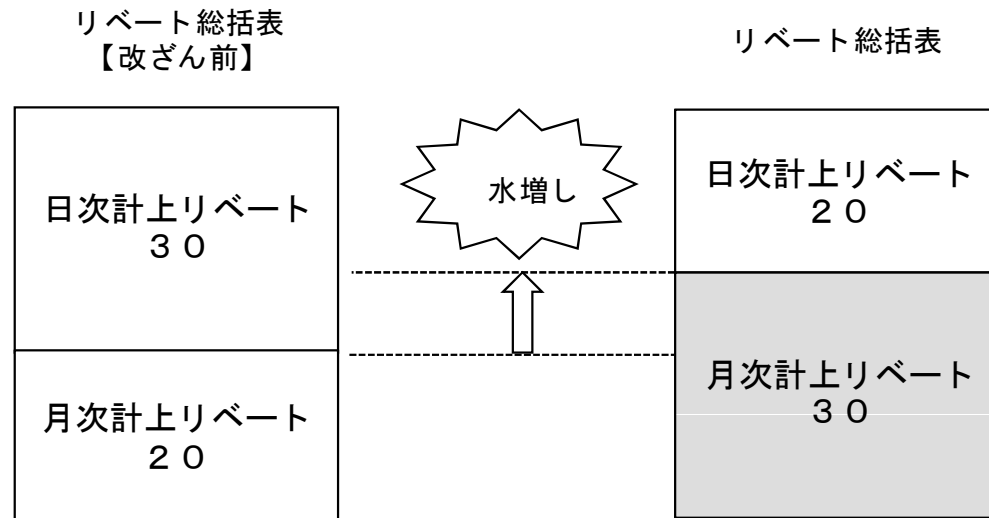 リベート総括表
【改ざん前】
リベート総括表
日次計上リベート
３０
月次計上リベート
２０
水増し
日次計上リベート
２０
月次計上リベート
３０